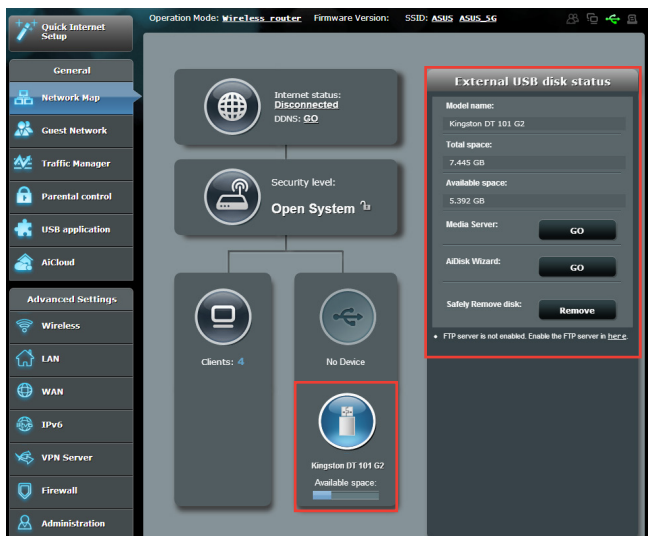 Quick Internet
Setup
Operation Mode: Wireless router Firmware Version: SSID: ASUS ASUS_5G
General
Network Map
Guest Network
Traffic Manager
Parental control
USB application
AiCloud
Advanced Settings
Wireless
LAN
WAN
IPv6
VPN Server
Firewall
Administration
Internet status:
Disconnected
DDNS: GO
Security level:
Open System
Clients: 4
No Device
Kingston DT 101 G2
Available space:
External USB disk status
Model name:
Kingston DT 101 G2
Total space:
7.445 GB
Available space:
5.392 GB
Media Server: GO
AiDisk Wizard: GO
Safely Remove disk: Remove
• FTP server is not enabled. Enable the FTP server in here.